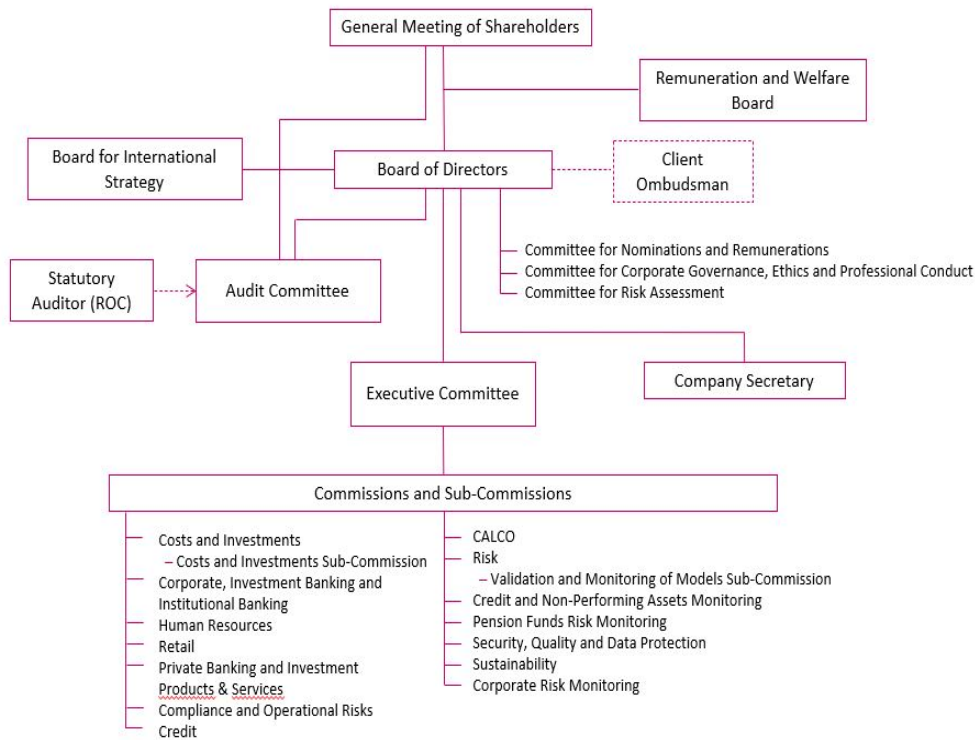 General Meeting of Shareholders
Remuneration and Welfare
Board
Board for International
Strategy
Board of Directors
Client
Ombudsman
Committee for Nominations and Remunerations
Committee for Corporate Governance, Ethics and Professional Conduct
Committee for Risk Assessment
Statutory
Auditor (ROC)
Audit Committee
Executive Committee
Company Secretary
Commissions and Sub-Commissions
Costs and Investments
– Costs and Investments Sub-Commission
Corporate, Investment Banking and
Institutional Banking
Human Resources
Retail
Private Banking and Investment
Products & Services
Compliance and Operational Risks
Credit
CALCO
Risk
– Validation and Monitoring of Models Sub-Commission
Credit and Non-Performing Assets Monitoring
Pension Funds Risk Monitoring
Security, Quality and Data Protection
Sustainability
Corporate Risk Monitoring